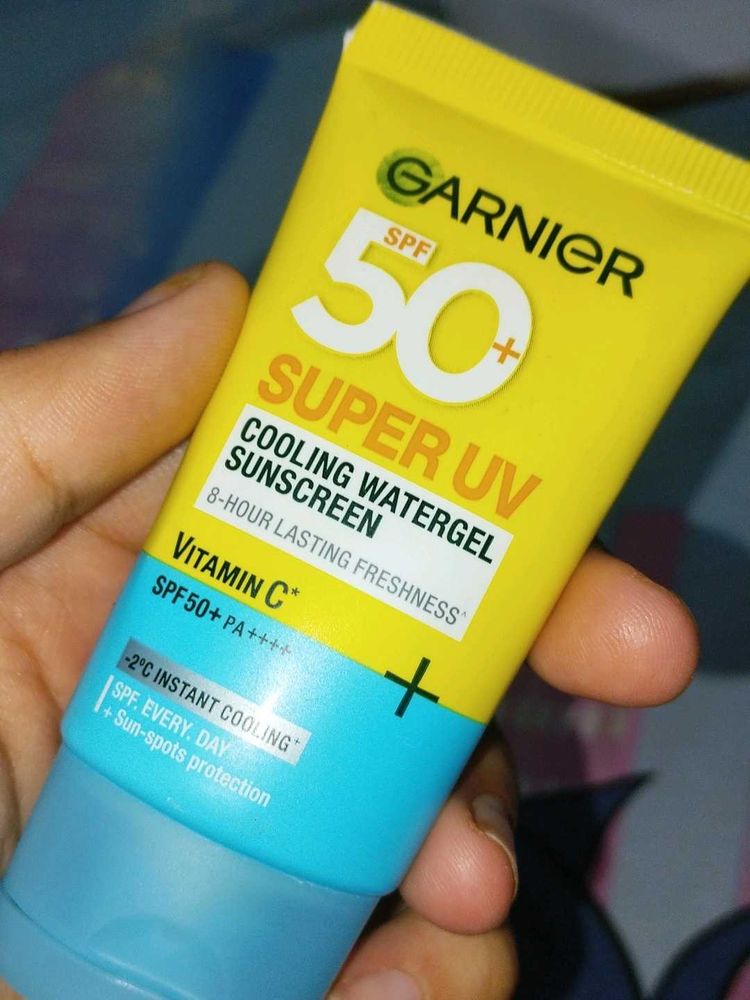 GARNIER
SPF
50+
SUPER UV
COOLING WATERGEL
SUNSCREEN
8-HOUR LASTING FRESHNESS^
VITAMIN C*
SPF50+ PA++++
-2°C INSTANT COOLING+
SPF. EVERY. DAY
+ Sun-spots protection